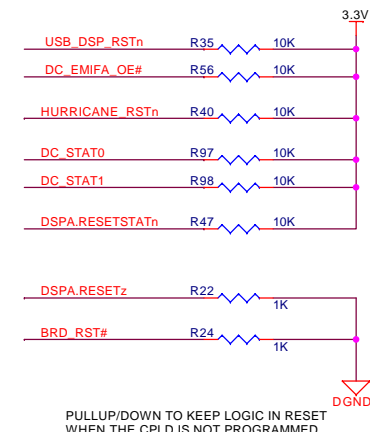 3.3V
USB_DSP_RSTn R35 10K
DC_EMIFA_OE# R56 10K
HURRICANE_RSTn R40 10K
DC_STAT0 R97 10K
DC_STAT1 R98 10K
DSPA.RESETSTATn R47 10K
DSPA.RESETz R22 1K
BRD_RST# R24 1K
DGND
PULLUP/DOWN TO KEEP LOGIC IN RESET
WHEN THE CPLD IS NOT PROGRAMMED